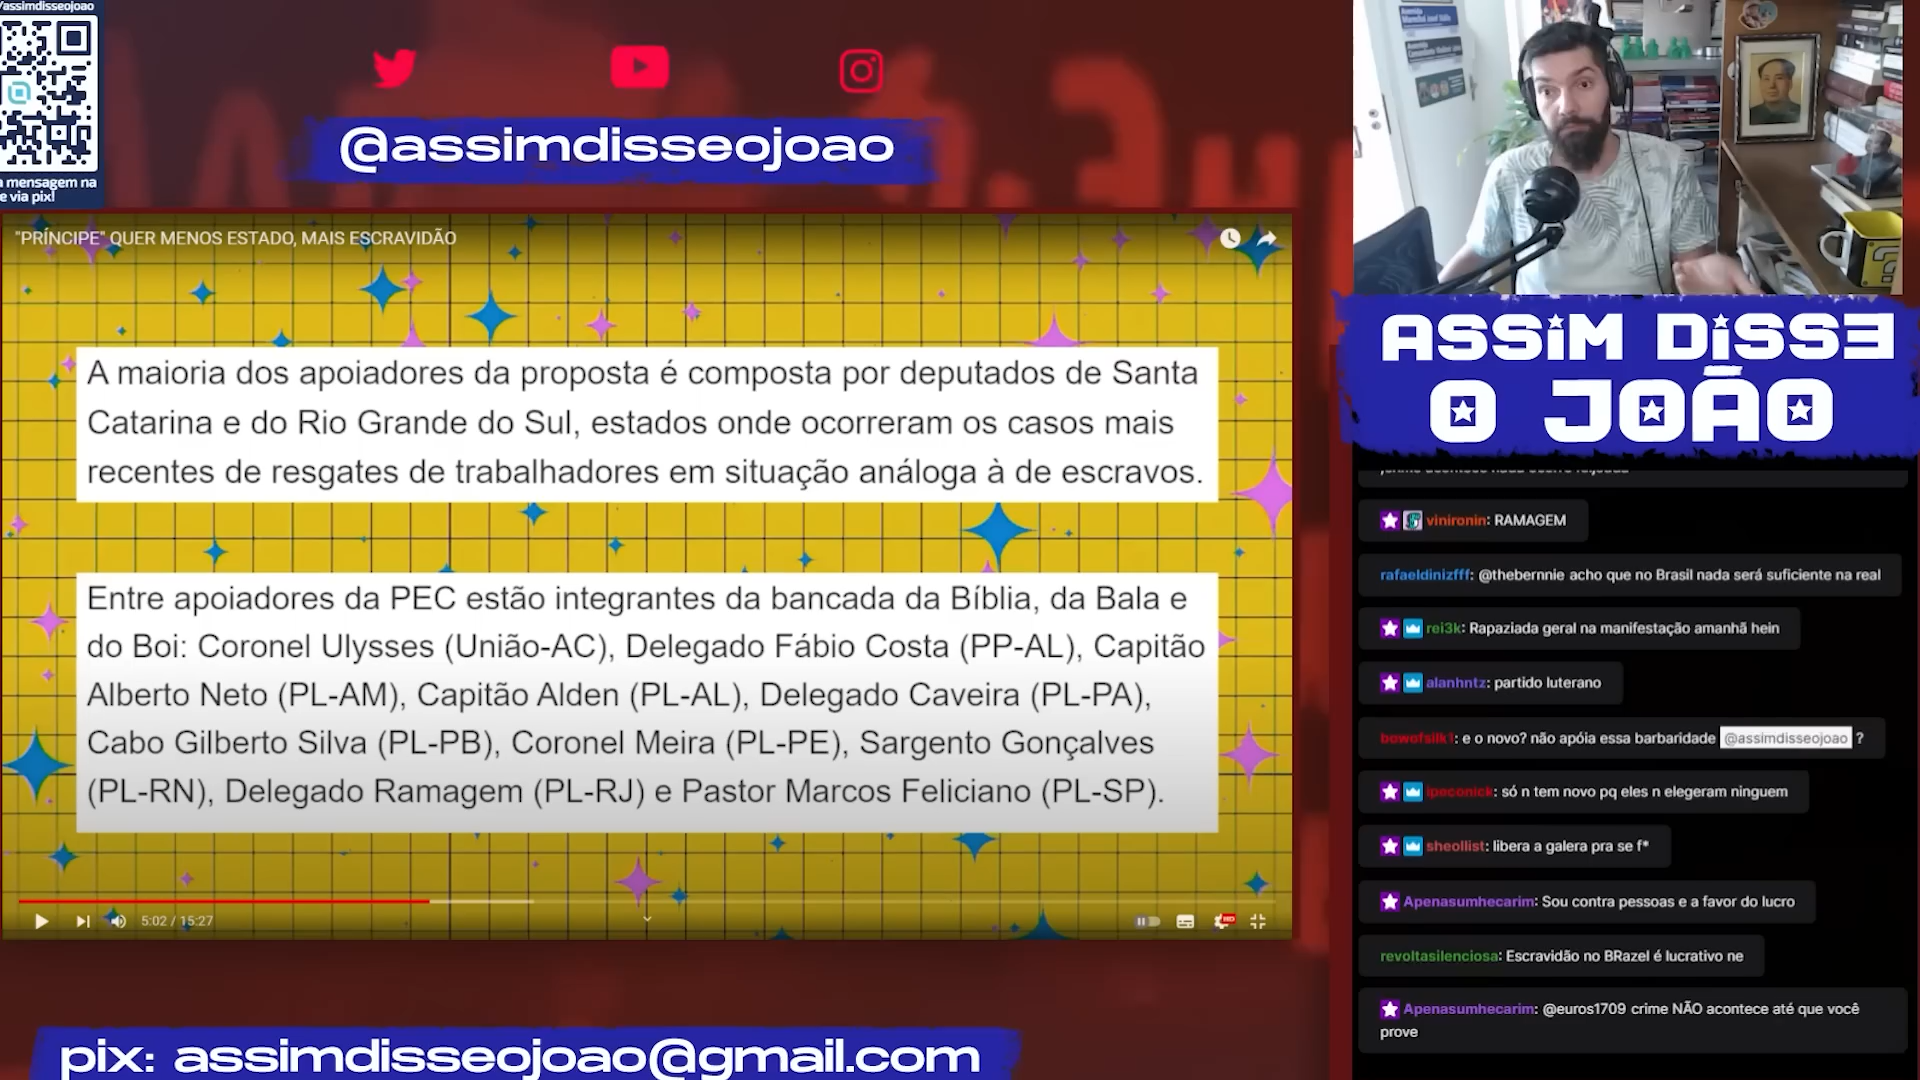 /assimdisseojoao
a mensagem na
e via pix!
@assimdisseojoao
"PRÍNCIPE" QUER MENOS ESTADO, MAIS ESCRAVIDÃO
A maioria dos apoiadores da proposta é composta por deputados de Santa
Catarina e do Rio Grande do Sul, estados onde ocorreram os casos mais
recentes de resgates de trabalhadores em situação análoga à de escravos.
Entre apoiadores da PEC estão integrantes da bancada da Bíblia, da Bala e
do Boi: Coronel Ulysses (União-AC), Delegado Fábio Costa (PP-AL), Capitão
Alberto Neto (PL-AM), Capitão Alden (PL-AL), Delegado Caveira (PL-PA),
Cabo Gilberto Silva (PL-PB), Coronel Meira (PL-PE), Sargento Gonçalves
(PL-RN), Delegado Ramagem (PL-RJ) e Pastor Marcos Feliciano (PL-SP).
5:02 / 15:27
HD
pix: assimdisseojoao@gmail.com
ASSIM DISSE
O JOÃO
vinironin: RAMAGEM
rafaeldinizfff: @thebernnie acho que no Brasil nada será suficiente na real
rei3k: Rapaziada geral na manifestação amanhã hein
alanhntz: partido luterano
bowofsilk1: e o novo? não apóia essa barbaridade @assimdisseojoao ?
ipeconick: só n tem novo pq eles n elegeram ninguem
sheollist: libera a galera pra se f*
Apenasumhecarim: Sou contra pessoas e a favor do lucro
revoltasilenciosa: Escravidão no BRazel é lucrativo ne
Apenasumhecarim: @euros1709 crime NÃO acontece até que você
prove